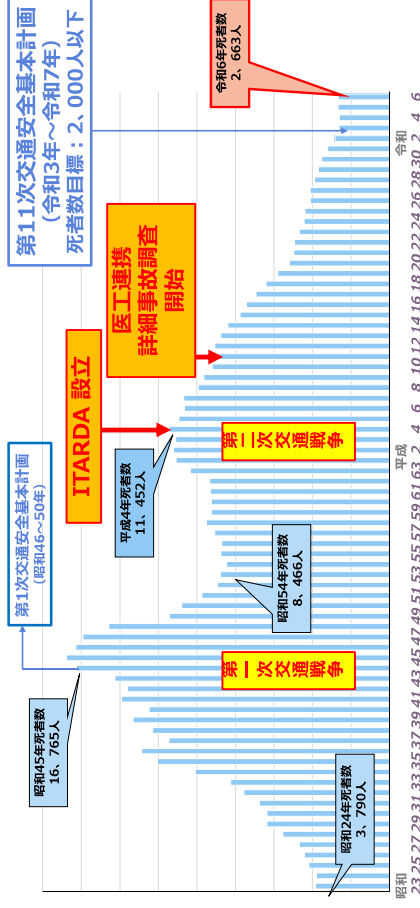 第11次交通安全基本計画
（令和3年～令和7年）
死者数目標：2，000人以下
令和6年死者数
2，663人
医工連携
詳細事故調査
開始
ITARDA 設立
第1次交通安全基本計画
（昭和46～50年）
平成4年死者数
11，452人
第二次交通戦争
昭和54年死者数
8，466人
第一次交通戦争
昭和45年死者数
16，765人
昭和24年死者数
3，790人
昭和
平成
令和
23 25 27 29 31 33 35 37 39 41 43 45 47 49 51 53 55 57 59 61 63 2 4 6 8 10 12 14 16 18 20 22 24 26 28 30 2 4 6